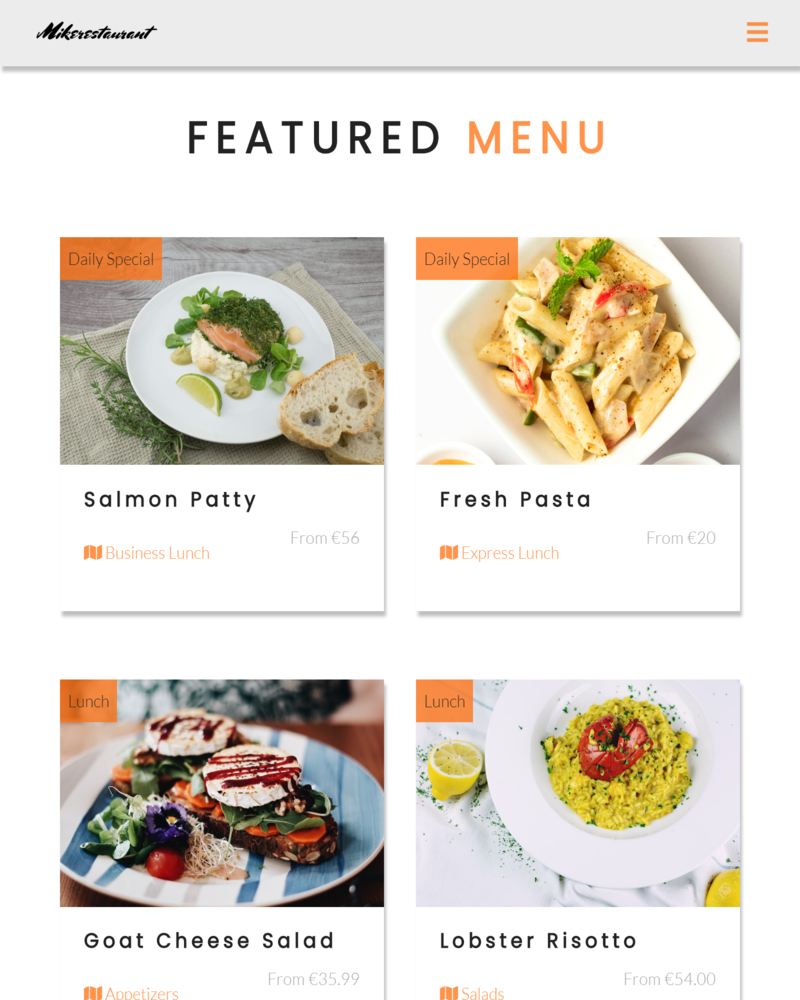 Mikerestaurant
FEATURED MENU
Daily Special
Daily Special
Salmon Patty
From €56
Business Lunch
Fresh Pasta
From €20
Express Lunch
Lunch
Lunch
Goat Cheese Salad
From €35.99
Appetizers
Lobster Risotto
From €54.00
Salads